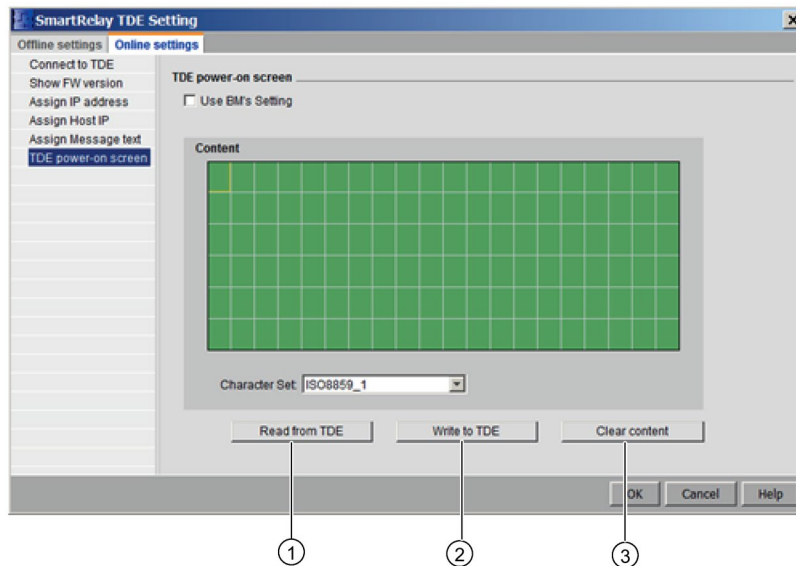 SmartRelay TDE Setting
Offline settings Online settings
Connect to TDE
Show FW version
Assign IP address
Assign Host IP
Assign Message text
TDE power-on screen
TDE power-on screen
Use BM's Setting
Content
Character Set: ISO8859_1
Read from TDE Write to TDE Clear content
OK Cancel Help
1 2 3